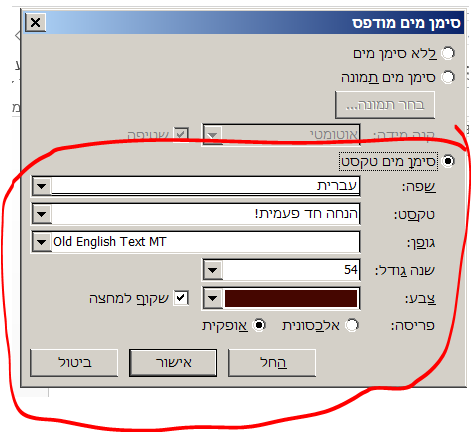 סימן מים מודפס
ללא סימן מים
סימן מים תמונה
בחר תמונה...
קנה מידה: אוטומטי שטיפה
סימן מים טקסט
שפה: עברית
טקסט: הנחה חד פעמית!
גופן: Old English Text MT
שנה גודל: 54
צבע: שקוף למחצה
פריסה: אלכסונית אופקית
החל אישור ביטול